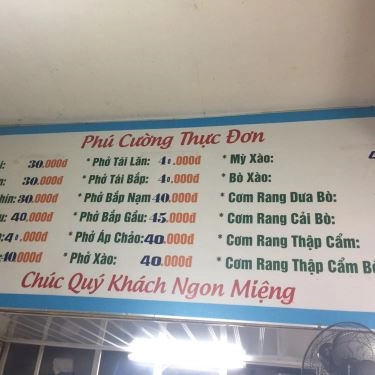 Phú Cường Thực Đơn
30.000đ * Phở Tái Lăn: .000đ * Mỳ Xào:
30.000đ * Phở Tái Bắp: .000đ * Bò Xào:
30.000đ * Phở Bắp Nạm 40.000đ * Cơm Rang Dưa Bò:
40.000đ * Phở Bắp Gầu: 45.000đ * Cơm Rang Cải Bò:
.000đ * Phở Áp Chảo: 40.000đ * Cơm Rang Thập Cẩm:
40.000đ * Phở Xào: 40.000đ * Cơm Rang Thập Cẩm
Chúc Quý Khách Ngon Miệng